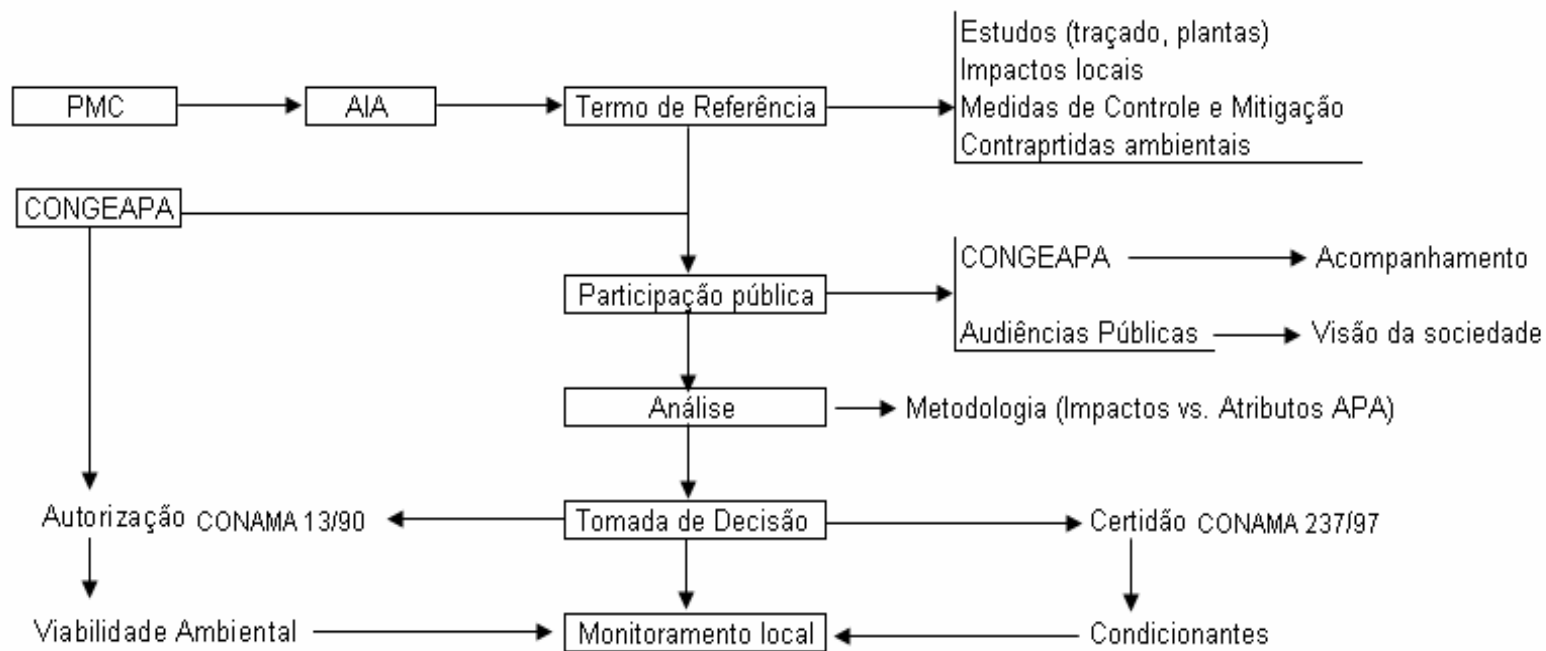 Estudos (traçado, plantas)
Impactos locais
PMC
AIA
Termo de Referência
Medidas de Controle e Mitigação
Contraprtidas ambientais
CONGEAPA
CONGEAPA
Acompanhamento
Participação pública
Audiências Públicas
Visão da sociedade
Análise
Metodologia (Impactos vs. Atributos APA)
Autorização CONAMA 13/90
Tomada de Decisão
Certidão CONAMA 237/97
Viabilidade Ambiental
Monitoramento local
Condicionantes